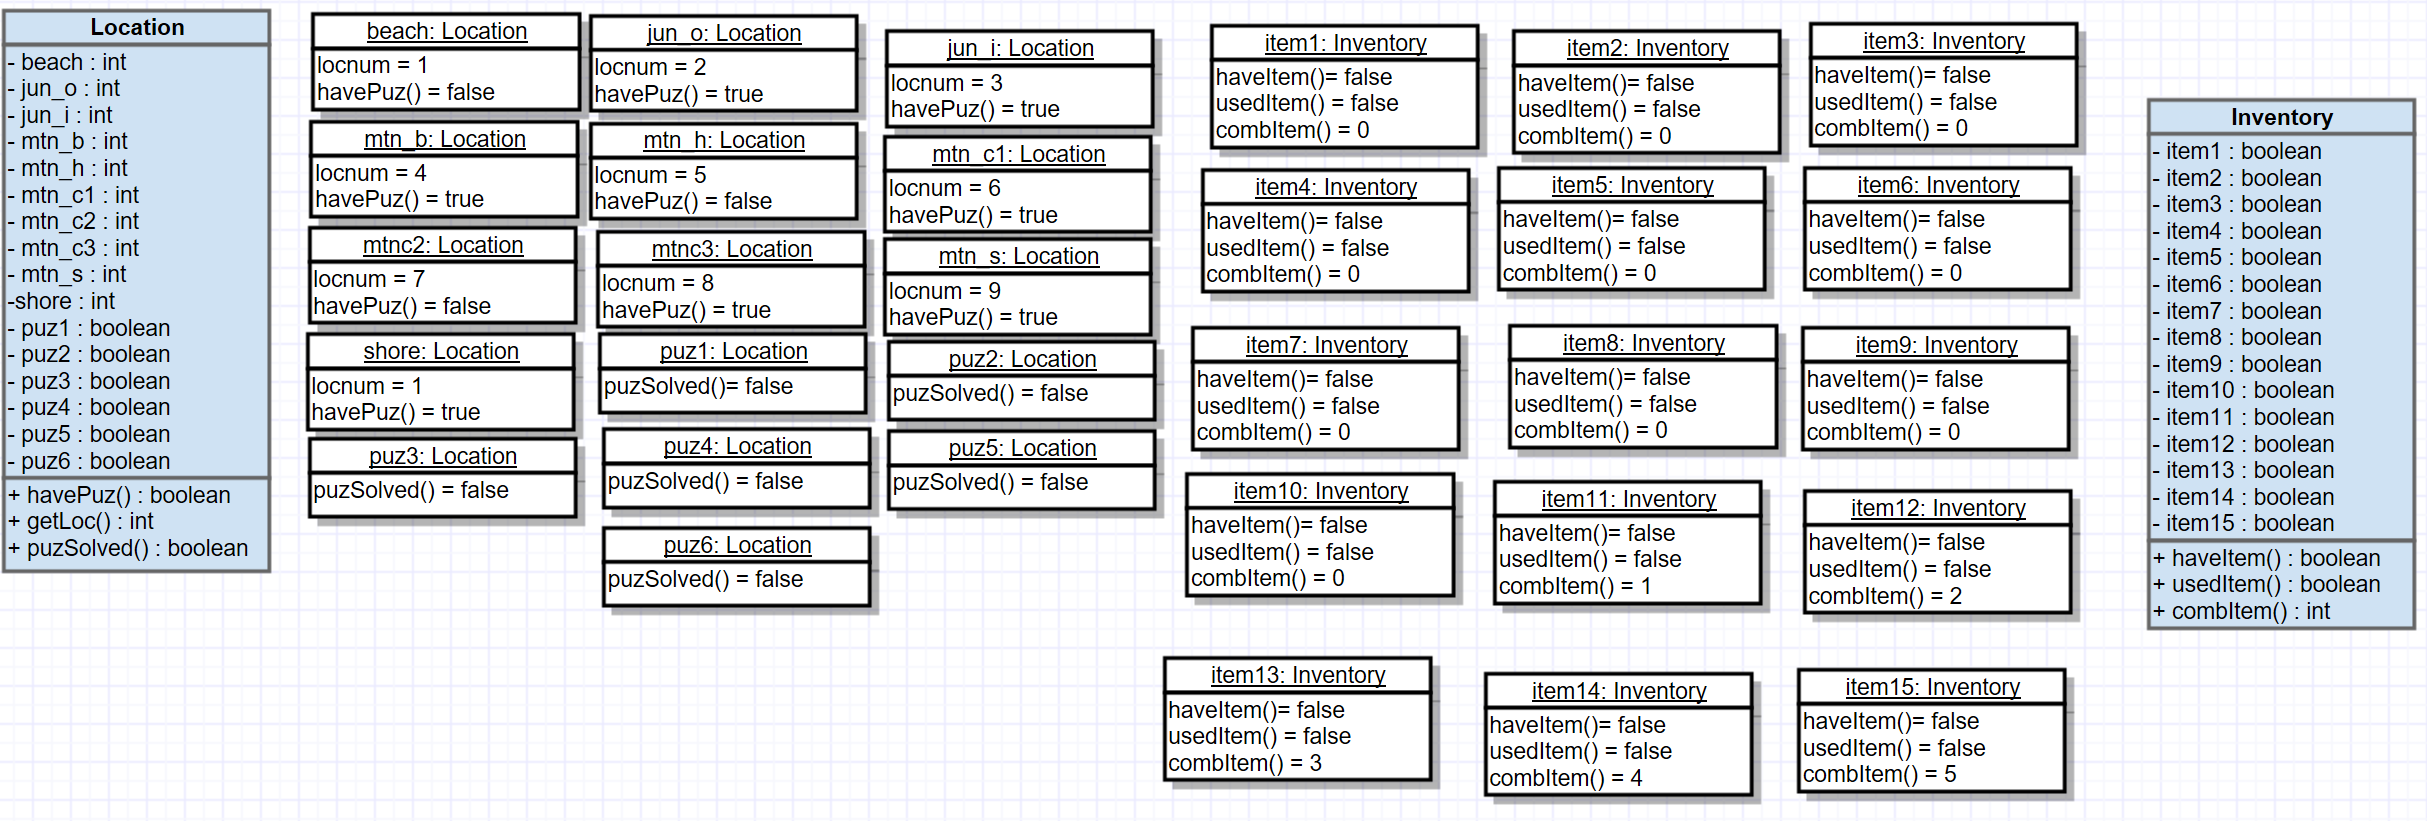 Location
- beach : int
- jun_o : int
- jun_i : int
- mtn_b : int
- mtn_h : int
- mtn_c1 : int
- mtn_c2 : int
- mtn_c3 : int
- mtn_s : int
-shore : int
- puz1 : boolean
- puz2 : boolean
- puz3 : boolean
- puz4 : boolean
- puz5 : boolean
- puz6 : boolean
+ havePuz() : boolean
+ getLoc() : int
+ puzSolved() : boolean
beach: Location
locnum = 1
havePuz() = false
jun_o: Location
locnum = 2
havePuz() = true
jun_i: Location
locnum = 3
havePuz() = true
mtn_b: Location
locnum = 4
havePuz() = true
mtn_h: Location
locnum = 5
havePuz() = false
mtn_c1: Location
locnum = 6
havePuz() = true
mtnc2: Location
locnum = 7
havePuz() = false
mtnc3: Location
locnum = 8
havePuz() = true
mtn_s: Location
locnum = 9
havePuz() = true
shore: Location
locnum = 1
havePuz() = true
puz1: Location
puzSolved()= false
puz2: Location
puzSolved() = false
puz3: Location
puzSolved() = false
puz4: Location
puzSolved() = false
puz5: Location
puzSolved() = false
puz6: Location
puzSolved() = false
item1: Inventory
haveItem()= false
usedItem() = false
combItem() = 0
item2: Inventory
haveItem()= false
usedItem() = false
combItem() = 0
item3: Inventory
haveItem()= false
usedItem() = false
combItem() = 0
item4: Inventory
haveItem()= false
usedItem() = false
combItem() = 0
item5: Inventory
haveItem()= false
usedItem() = false
combItem() = 0
item6: Inventory
haveItem()= false
usedItem() = false
combItem() = 0
item7: Inventory
haveItem()= false
usedItem() = false
combItem() = 0
item8: Inventory
haveItem()= false
usedItem() = false
combItem() = 0
item9: Inventory
haveItem()= false
usedItem() = false
combItem() = 0
item10: Inventory
haveItem()= false
usedItem() = false
combItem() = 0
item11: Inventory
haveItem()= false
usedItem() = false
combItem() = 1
item12: Inventory
haveItem()= false
usedItem() = false
combItem() = 2
item13: Inventory
haveItem()= false
usedItem() = false
combItem() = 3
item14: Inventory
haveItem()= false
usedItem() = false
combItem() = 4
item15: Inventory
haveItem()= false
usedItem() = false
combItem() = 5
Inventory
- item1 : boolean
- item2 : boolean
- item3 : boolean
- item4 : boolean
- item5 : boolean
- item6 : boolean
- item7 : boolean
- item8 : boolean
- item9 : boolean
- item10 : boolean
- item11 : boolean
- item12 : boolean
- item13 : boolean
- item14 : boolean
- item15 : boolean
+ haveItem() : boolean
+ usedItem() : boolean
+ combItem() : int